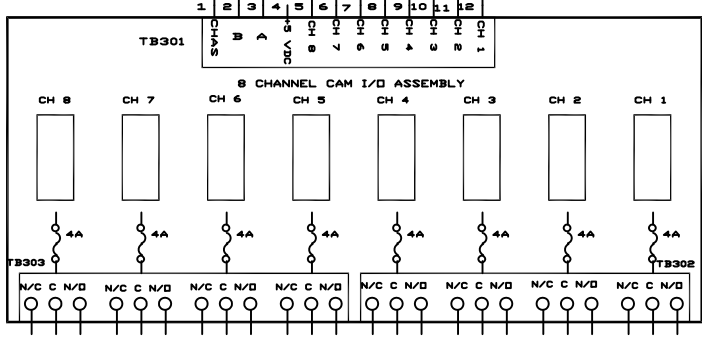 1 2 3 4 5 6 7 8 9 10 11 12
CHAS B A +5 VDC CH 8 CH 7 CH 6 CH 5 CH 4 CH 3 CH 2 CH 1
TB301
8 CHANNEL CAM I/O ASSEMBLY
CH 8 CH 7 CH 6 CH 5 CH 4 CH 3 CH 2 CH 1
4A 4A 4A 4A 4A 4A 4A 4A
TB303 TB302
N/C C N/O N/C C N/O N/C C N/O N/C C N/O N/C C N/O N/C C N/O N/C C N/O N/C C N/O